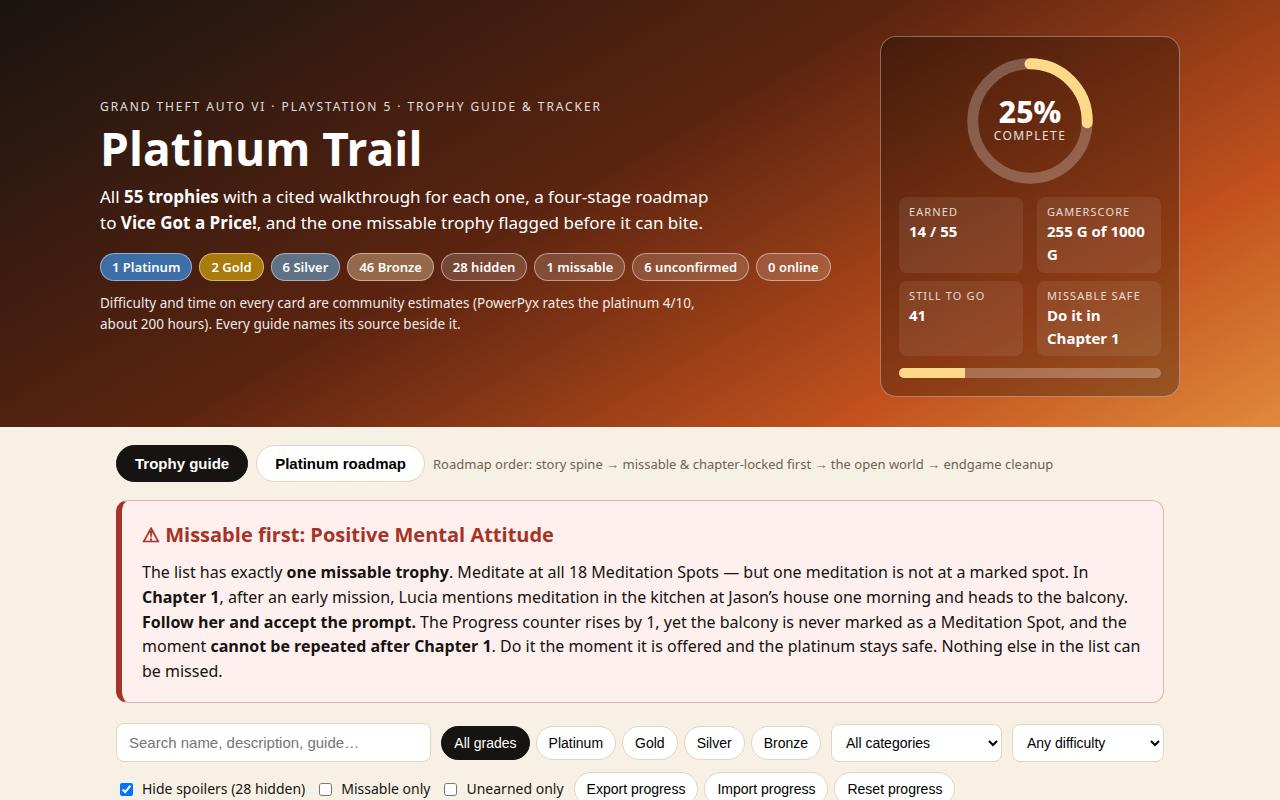 GRAND THEFT AUTO VI · PLAYSTATION 5 · TROPHY GUIDE & TRACKER
Platinum Trail
All 55 trophies with a cited walkthrough for each one, a four-stage roadmap
to Vice Got a Price!, and the one missable trophy flagged before it can bite.
1 Platinum
2 Gold
6 Silver
46 Bronze
28 hidden
1 missable
6 unconfirmed
0 online
Difficulty and time on every card are community estimates (PowerPyx rates the platinum 4/10,
about 200 hours). Every guide names its source beside it.
25%
COMPLETE
EARNED
14 / 55
GAMERSCORE
255 G of 1000
G
STILL TO GO
41
MISSABLE SAFE
Do it in
Chapter 1
Trophy guide
Platinum roadmap
Roadmap order: story spine → missable & chapter-locked first → the open world → endgame cleanup
⚠ Missable first: Positive Mental Attitude
The list has exactly one missable trophy. Meditate at all 18 Meditation Spots — but one meditation is not at a marked spot. In
Chapter 1, after an early mission, Lucia mentions meditation in the kitchen at Jason’s house one morning and heads to the balcony.
Follow her and accept the prompt. The Progress counter rises by 1, yet the balcony is never marked as a Meditation Spot, and the
moment cannot be repeated after Chapter 1. Do it the moment it is offered and the platinum stays safe. Nothing else in the list can
be missed.
Search name, description, guide…
All grades
Platinum
Gold
Silver
Bronze
All categories
Any difficulty
Hide spoilers (28 hidden)
Missable only
Unearned only
Export progress
Import progress
Reset progress